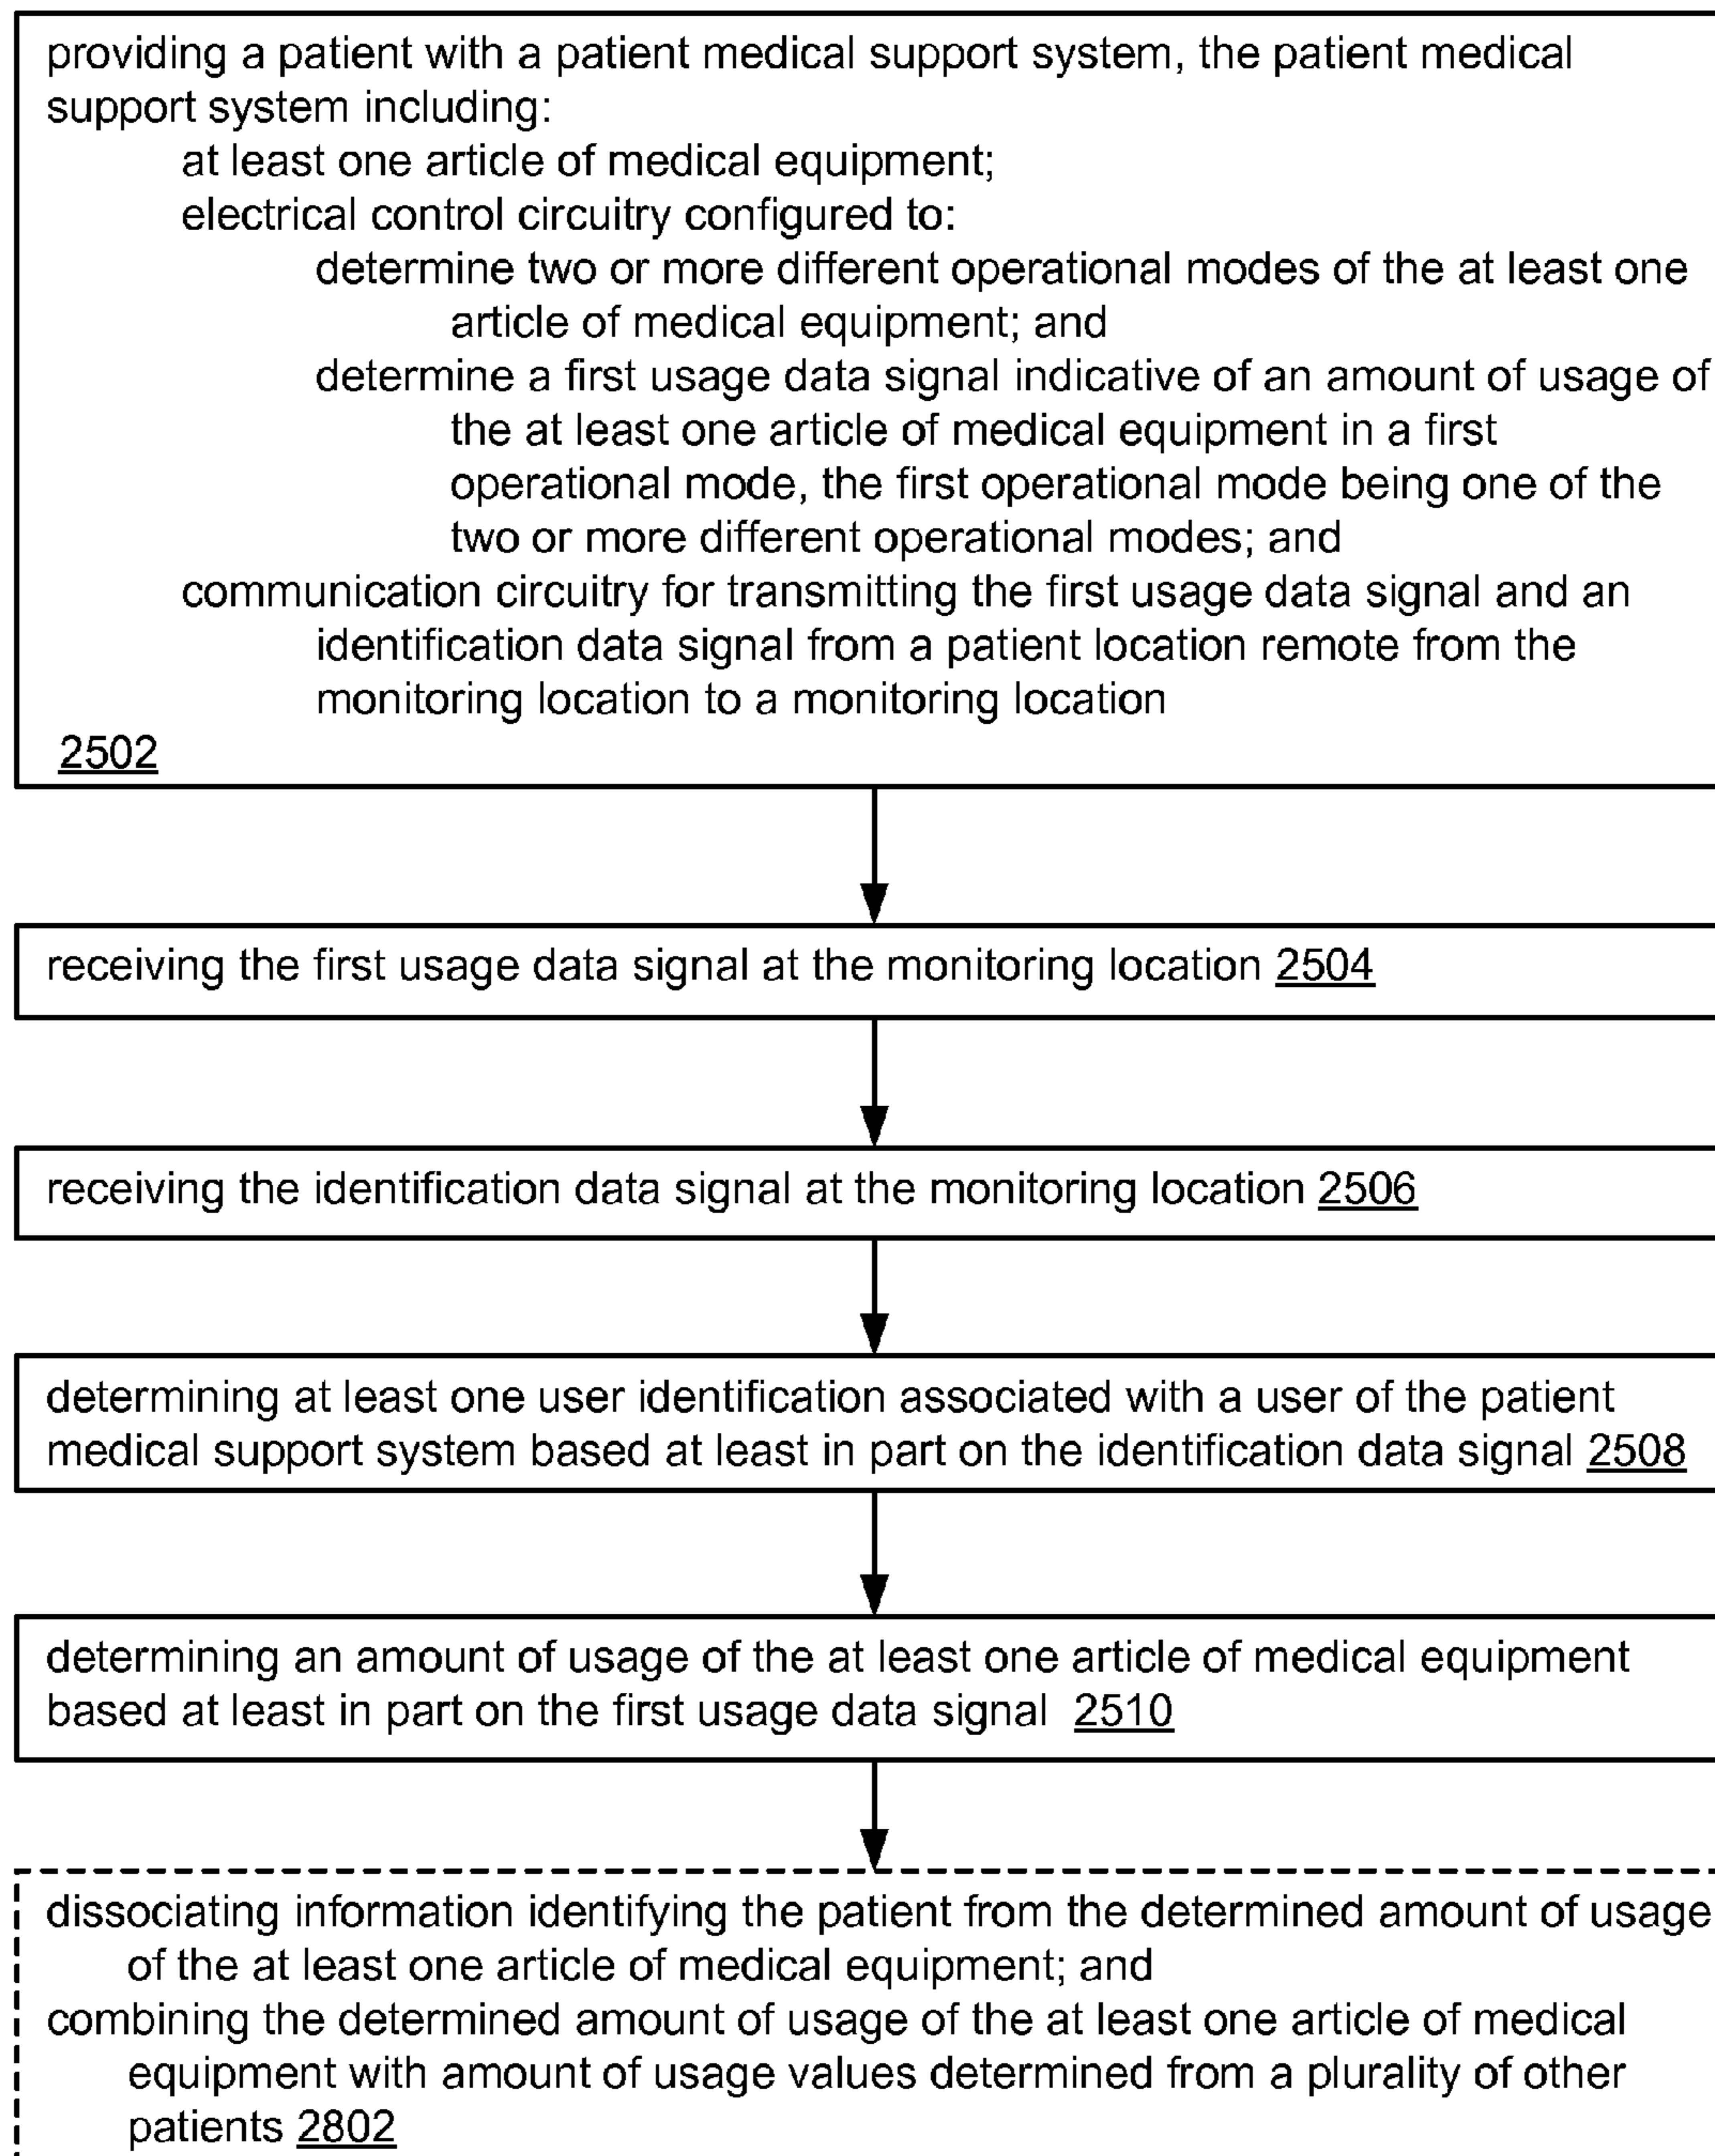 providing a patient with a patient medical support system, the patient medical
support system including:
at least one article of medical equipment;
electrical control circuitry configured to:
determine two or more different operational modes of the at least one
article of medical equipment; and
determine a first usage data signal indicative of an amount of usage of
the at least one article of medical equipment in a first
operational mode, the first operational mode being one of the
two or more different operational modes; and
communication circuitry for transmitting the first usage data signal and an
identification data signal from a patient location remote from the
monitoring location to a monitoring location
2502
receiving the first usage data signal at the monitoring location 2504
receiving the identification data signal at the monitoring location 2506
determining at least one user identification associated with a user of the patient
medical support system based at least in part on the identification data signal 2508
determining an amount of usage of the at least one article of medical equipment
based at least in part on the first usage data signal 2510
dissociating information identifying the patient from the determined amount of usage
of the at least one article of medical equipment; and
combining the determined amount of usage of the at least one article of medical
equipment with amount of usage values determined from a plurality of other
patients 2802